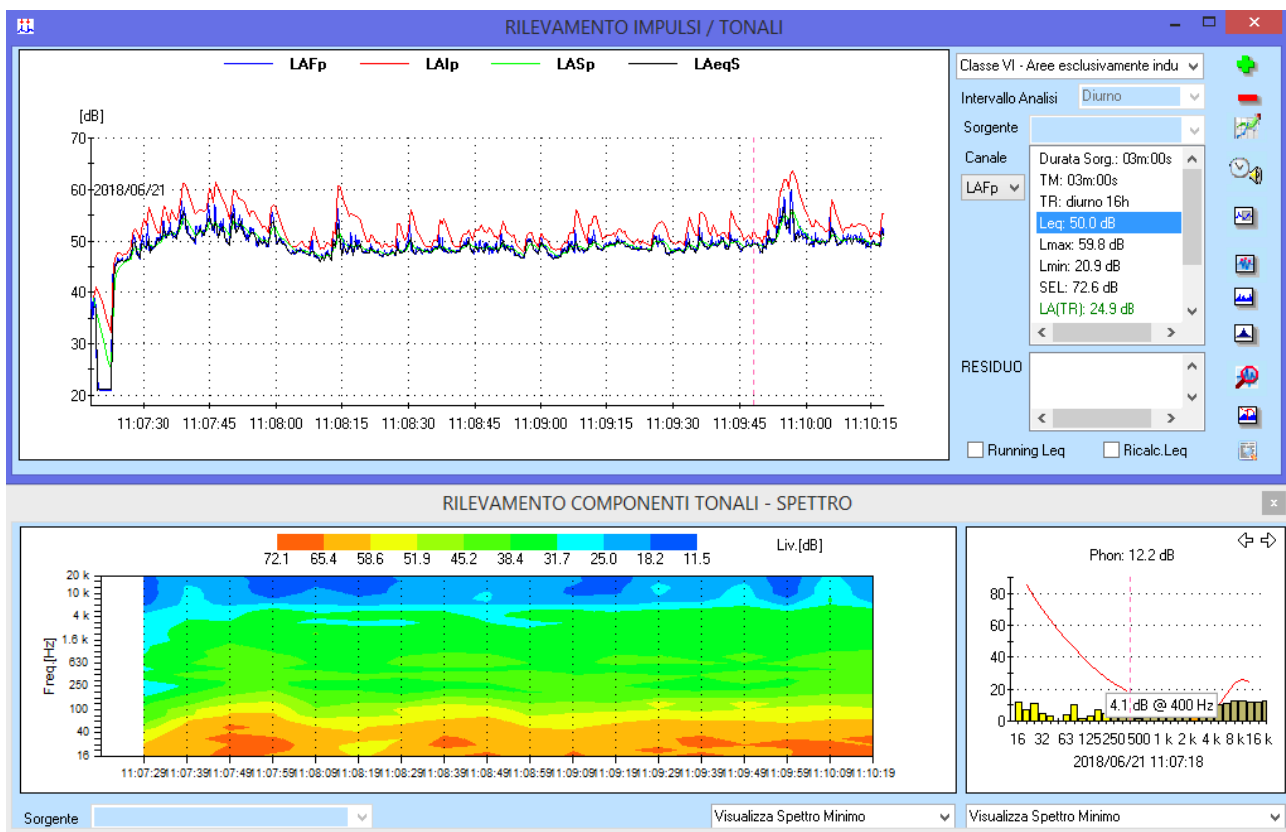 RILEVAMENTO IMPULSI / TONALI
LAFp LAIp LASp LAeqS
[dB]
70
60
50
40
30
20
2018/06/21
11:07:30 11:07:45 11:08:00 11:08:15 11:08:30 11:08:45 11:09:00 11:09:15 11:09:30 11:09:45 11:10:00 11:10:15
Classe VI - Aree esclusivamente indu
Intervallo Analisi Diurno
Sorgente
Canale
LAFp
Durata Sorg.: 03m:00s
TM: 03m:00s
TR: diurno 16h
Leq: 50.0 dB
Lmax: 59.8 dB
Lmin: 20.9 dB
SEL: 72.6 dB
LA(TR): 24.9 dB
RESIDUO
Running Leq Ricalc.Leq
RILEVAMENTO COMPONENTI TONALI - SPETTRO
72.1 65.4 58.6 51.9 45.2 38.4 31.7 25.0 18.2 11.5
Liv.[dB]
Freq.[Hz]
20 k
10 k
4 k
1.6 k
630
250
100
40
16
11:07:29 11:07:39 11:07:49 11:07:59 11:08:09 11:08:19 11:08:29 11:08:39 11:08:49 11:08:59 11:09:09 11:09:19 11:09:29 11:09:39 11:09:49 11:09:59 11:10:09 11:10:19
Phon: 12.2 dB
80
60
40
20
0
4.1 dB @ 400 Hz
16 32 63 125 250 500 1 k 2 k 4 k 8 k 16 k
2018/06/21 11:07:18
Sorgente
Visualizza Spettro Minimo
Visualizza Spettro Minimo